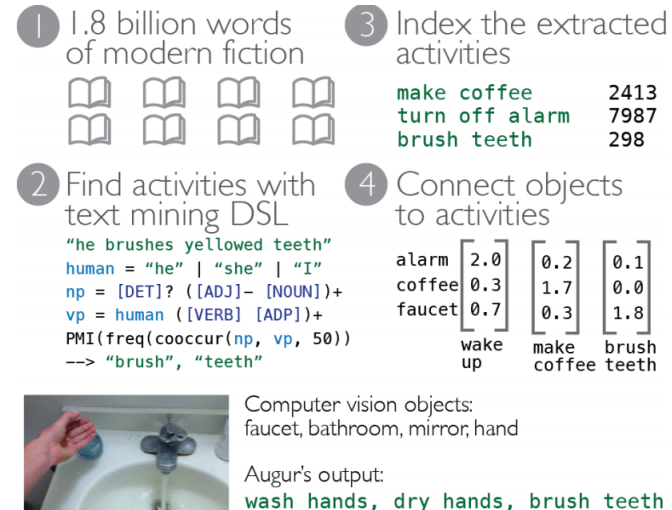 1 1.8 billion words
of modern fiction
2 Find activities with
text mining DSL
“he brushes yellowed teeth”
human = “he” | “she” | “I”
np = [DET]? ([ADJ]- [NOUN])+
vp = human ([VERB] [ADP])+
PMI(freq(cooccur(np, vp, 50))
--> “brush”, “teeth”
3 Index the extracted
activities
make coffee 2413
turn off alarm 7987
brush teeth 298
4 Connect objects
to activities
alarm 2.0 0.2 0.1
coffee 0.3 1.7 0.0
faucet 0.7 0.3 1.8
wake up make coffee brush teeth
Computer vision objects:
faucet, bathroom, mirror, hand
Augur’s output:
wash hands, dry hands, brush teeth